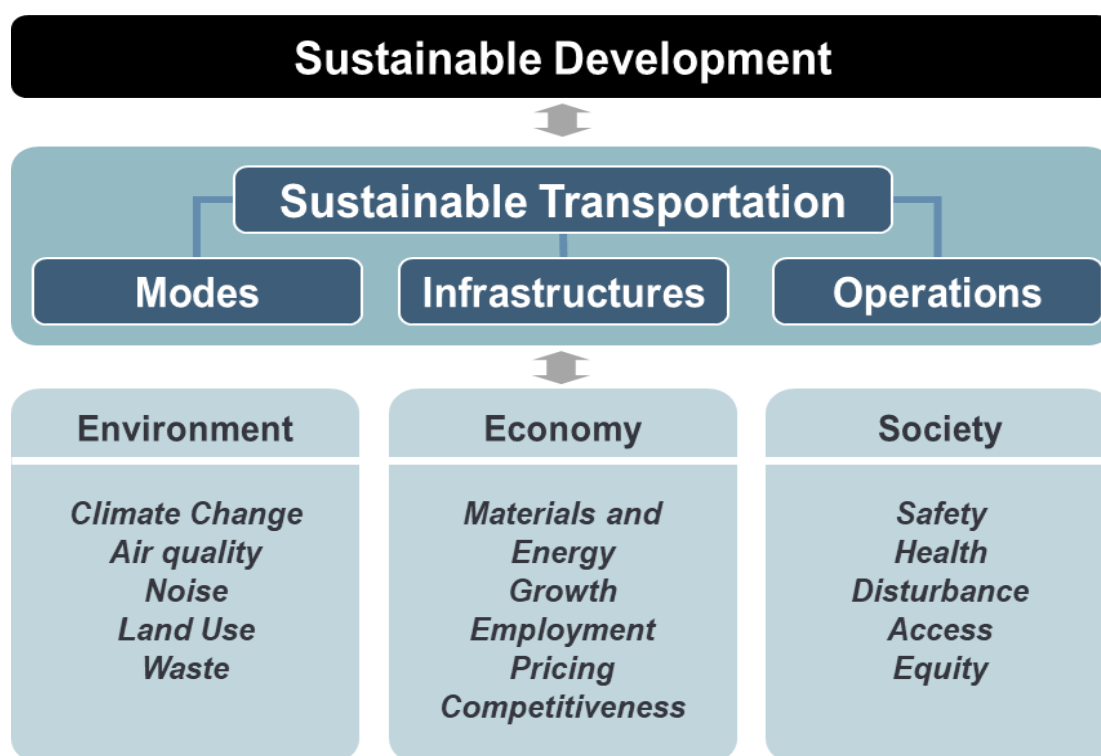 Sustainable Development
Sustainable Transportation
Modes
Infrastructures
Operations
Environment
Climate Change
Air quality
Noise
Land Use
Waste
Economy
Materials and
Energy
Growth
Employment
Pricing
Competitiveness
Society
Safety
Health
Disturbance
Access
Equity